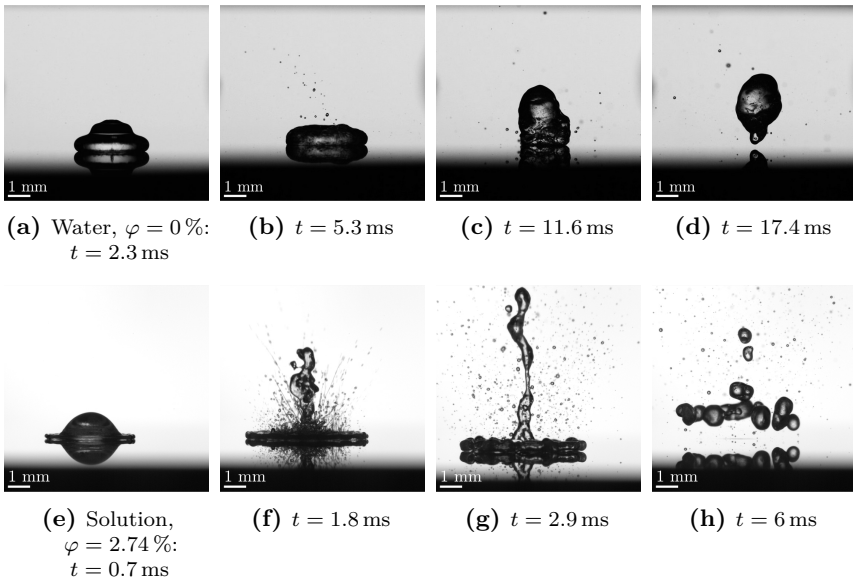 1 mm
1 mm
1 mm
1 mm
(a) Water, φ = 0 %:
t = 2.3 ms
(b) t = 5.3 ms
(c) t = 11.6 ms
(d) t = 17.4 ms
1 mm
1 mm
1 mm
1 mm
(e) Solution,
φ = 2.74 %:
t = 0.7 ms
(f) t = 1.8 ms
(g) t = 2.9 ms
(h) t = 6 ms